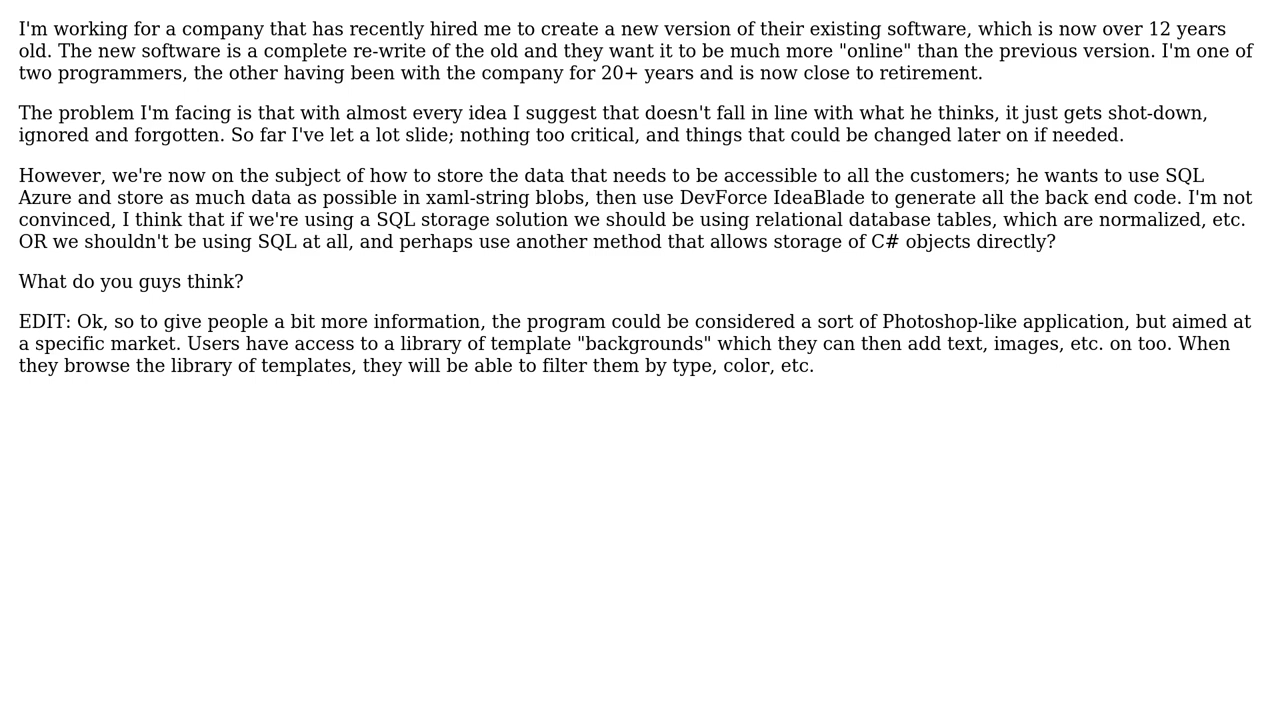 I'm working for a company that has recently hired me to create a new version of their existing software, which is now over 12 years
old. The new software is a complete re-write of the old and they want it to be much more "online" than the previous version. I'm one of
two programmers, the other having been with the company for 20+ years and is now close to retirement.
The problem I'm facing is that with almost every idea I suggest that doesn't fall in line with what he thinks, it just gets shot-down,
ignored and forgotten. So far I've let a lot slide; nothing too critical, and things that could be changed later on if needed.
However, we're now on the subject of how to store the data that needs to be accessible to all the customers; he wants to use SQL
Azure and store as much data as possible in xaml-string blobs, then use DevForce IdeaBlade to generate all the back end code. I'm not
convinced, I think that if we're using a SQL storage solution we should be using relational database tables, which are normalized, etc.
OR we shouldn't be using SQL at all, and perhaps use another method that allows storage of C# objects directly?
What do you guys think?
EDIT: Ok, so to give people a bit more information, the program could be considered a sort of Photoshop-like application, but aimed at
a specific market. Users have access to a library of template "backgrounds" which they can then add text, images, etc. on too. When
they browse the library of templates, they will be able to filter them by type, color, etc.